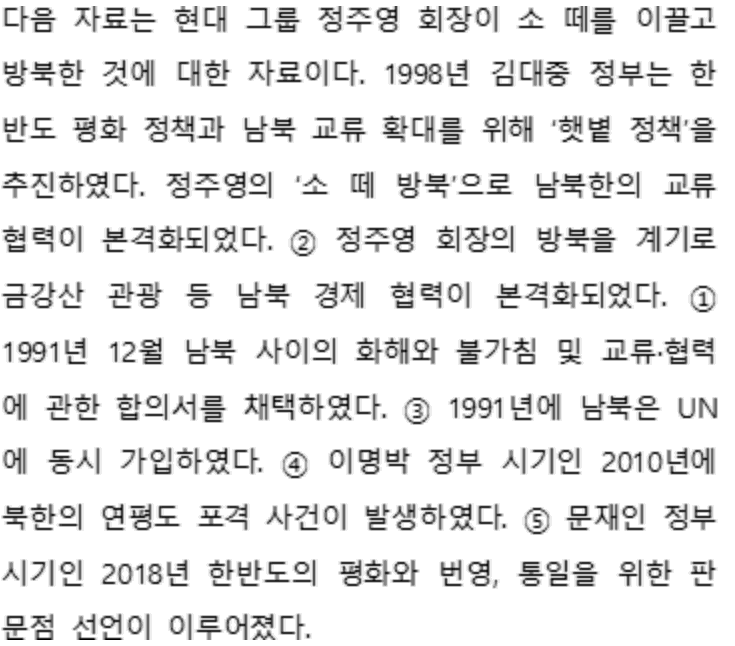 다음 자료는 현대 그룹 정주영 회장이 소 떼를 이끌고
방북한 것에 대한 자료이다. 1998년 김대중 정부는 한
반도 평화 정책과 남북 교류 확대를 위해 ‘햇볕 정책’을
추진하였다. 정주영의 ‘소 떼 방북’으로 남북한의 교류
협력이 본격화되었다. ② 정주영 회장의 방북을 계기로
금강산 관광 등 남북 경제 협력이 본격화되었다. ①
1991년 12월 남북 사이의 화해와 불가침 및 교류·협력
에 관한 합의서를 채택하였다. ③ 1991년에 남북은 UN
에 동시 가입하였다. ④ 이명박 정부 시기인 2010년에
북한의 연평도 포격 사건이 발생하였다. ⑤ 문재인 정부
시기인 2018년 한반도의 평화와 번영, 통일을 위한 판
문점 선언이 이루어졌다.